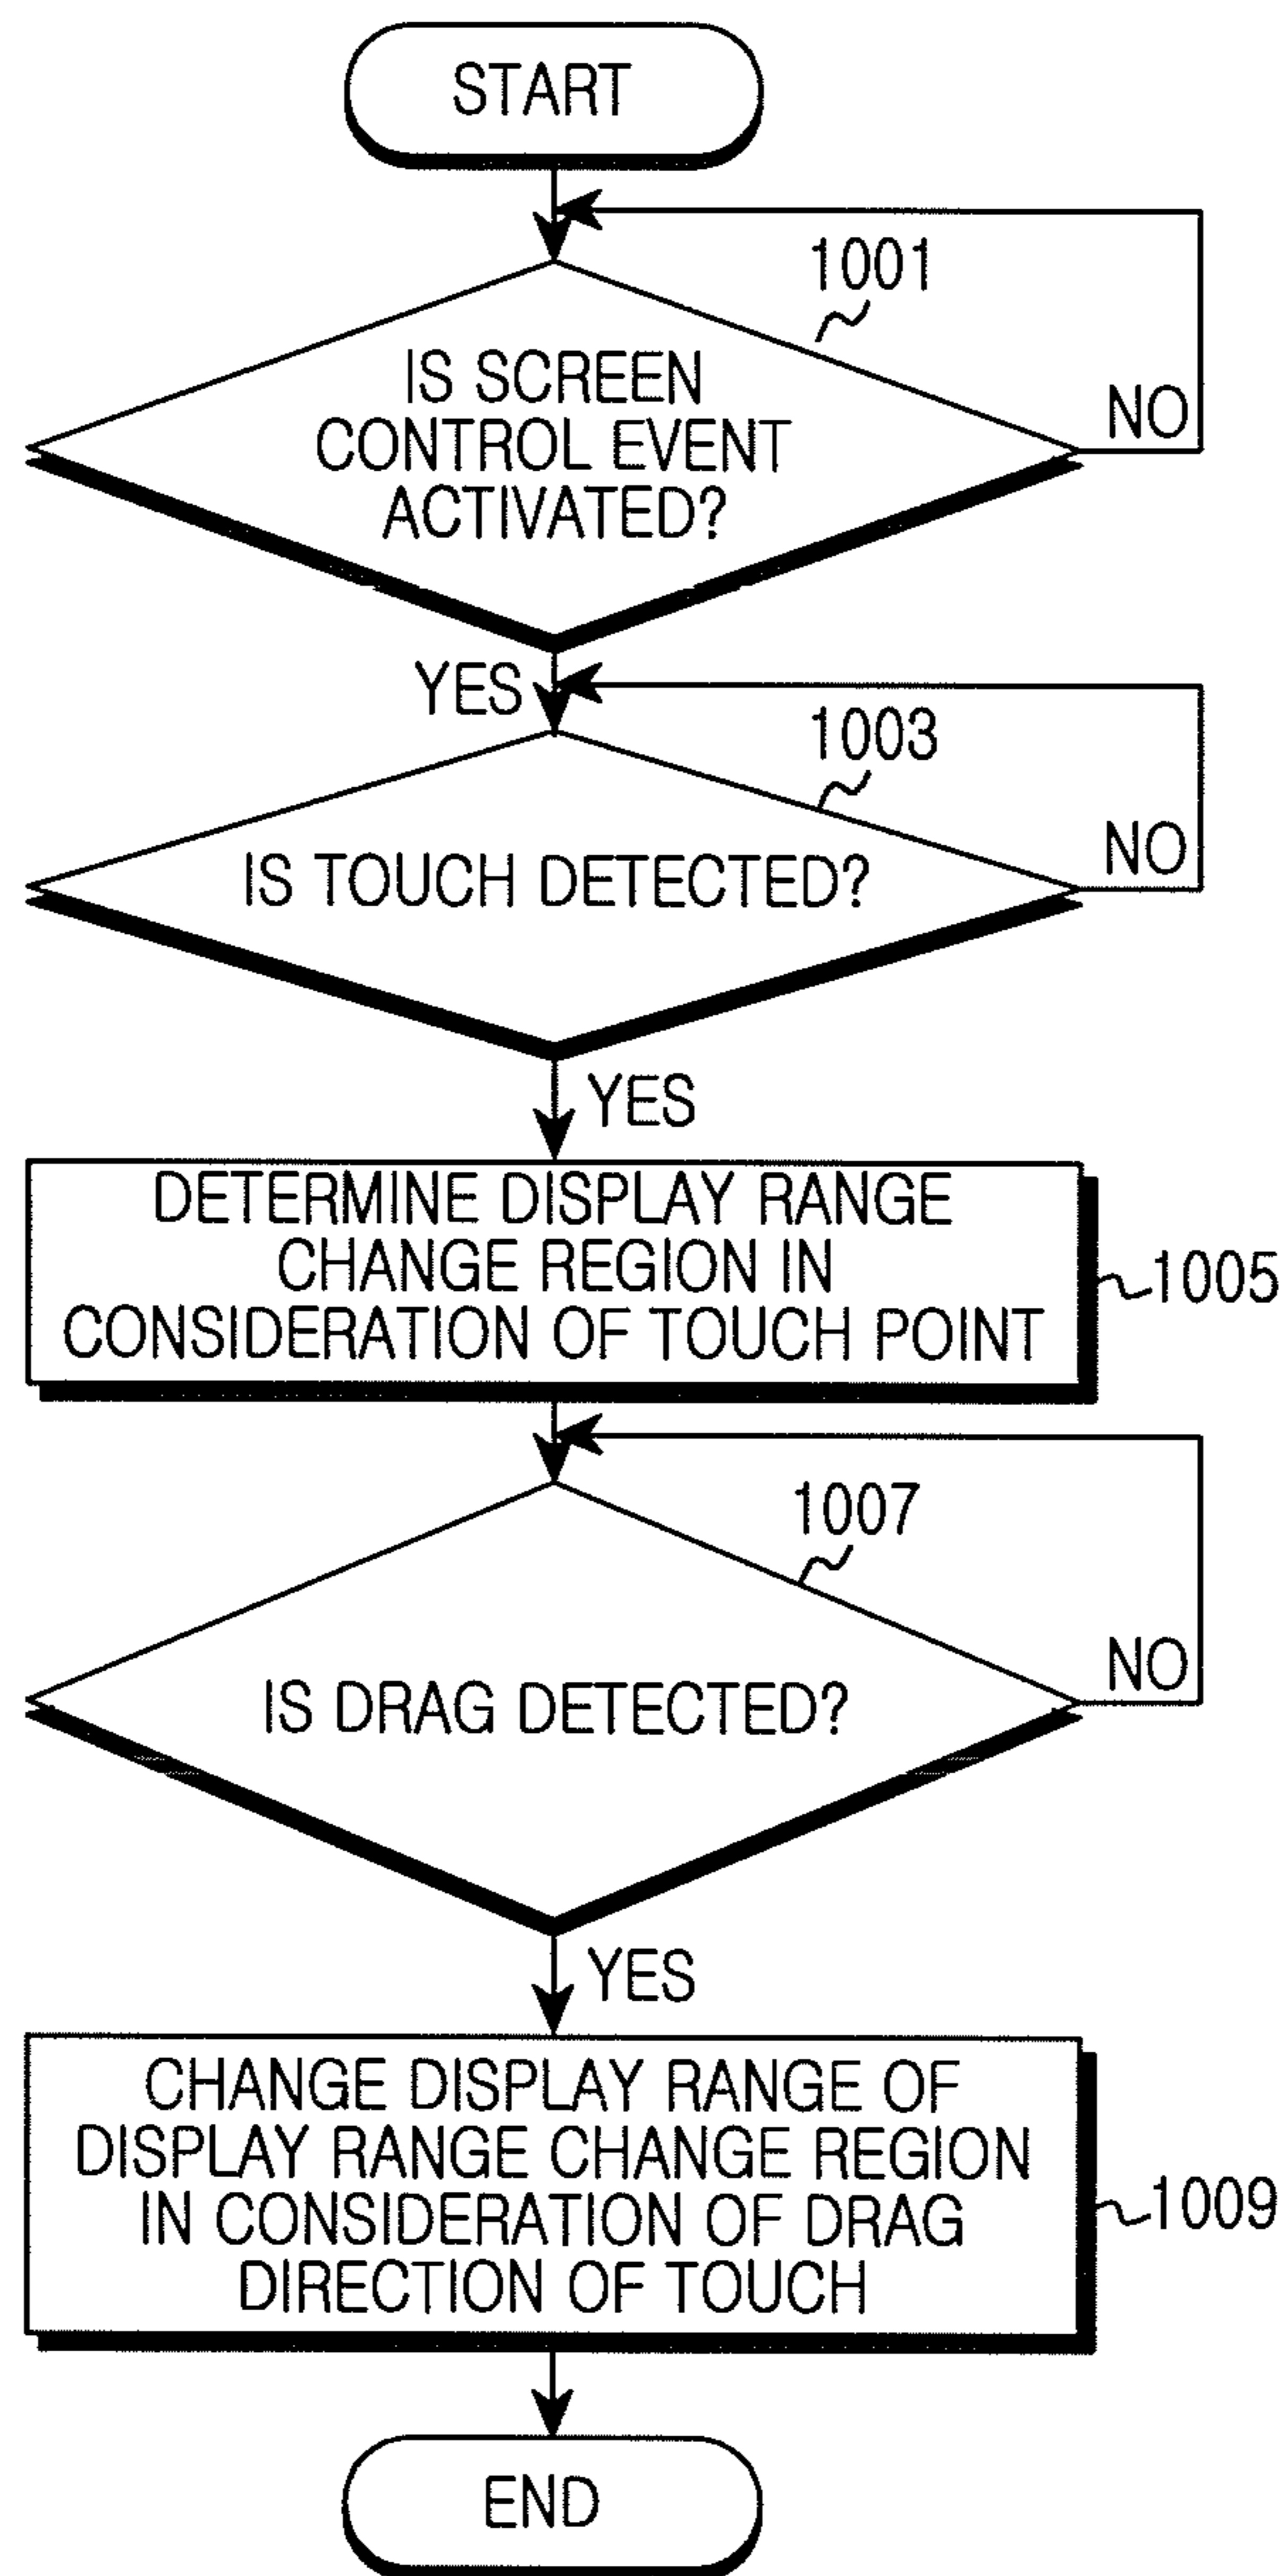 START
1001
IS SCREEN
CONTROL EVENT
ACTIVATED?
NO
YES
1003
IS TOUCH DETECTED?
NO
YES
DETERMINE DISPLAY RANGE
CHANGE REGION IN
CONSIDERATION OF TOUCH POINT
1005
1007
IS DRAG DETECTED?
NO
YES
CHANGE DISPLAY RANGE OF
DISPLAY RANGE CHANGE REGION
IN CONSIDERATION OF DRAG
DIRECTION OF TOUCH
1009
END